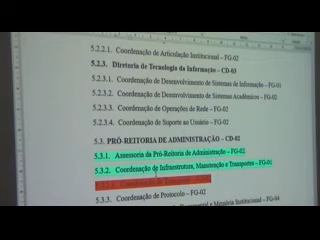 5.2.2.1. Coordenação de Articulação Institucional – FG-02
5.2.3. Diretoria de Tecnologia da Informação – CD-03
5.2.3.1. Coordenação de Desenvolvimento de Sistemas de Informação – FG-01
5.2.3.2. Coordenação de Desenvolvimento de Sistemas Acadêmicos – FG-02
5.2.3.3. Coordenação de Operações de Rede – FG-02
5.2.3.4. Coordenação de Suporte ao Usuário – FG-02
5.3. PRÓ-REITORIA DE ADMINISTRAÇÃO – CD-02
5.3.1. Assessoria da Pró-Reitoria de Administração – FG-02
5.3.2. Coordenação de Infraestrutura, Manutenção e Transportes – FG-01
5.3.2. Coordenação de Protocolo – FG-02
e Memória Institucional – FG-04